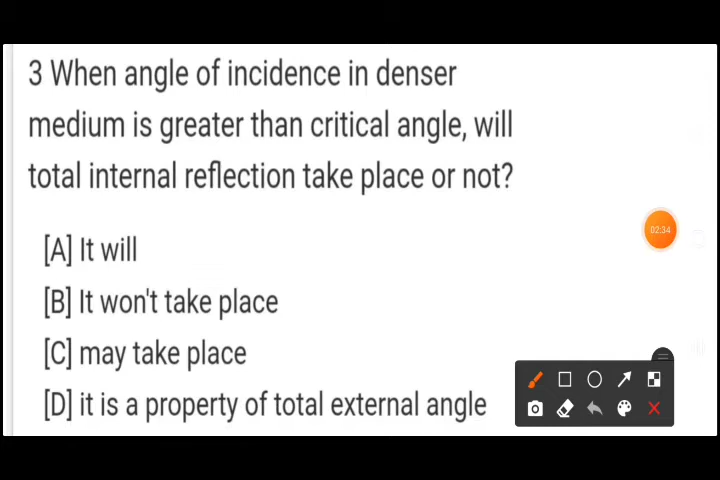 3 When angle of incidence in denser
medium is greater than critical angle, will
total internal reflection take place or not?
[A] It will
[B] It won't take place
[C] may take place
[D] it is a property of total external angle
02:34